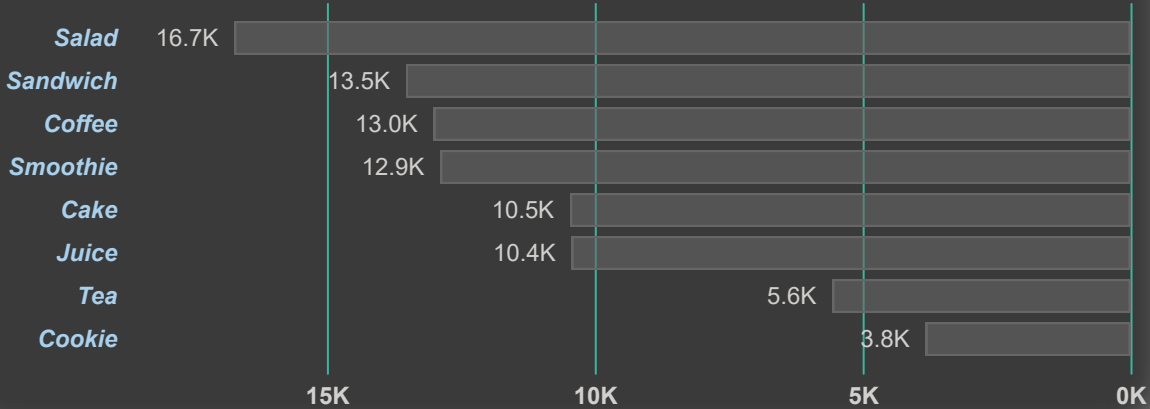 Salad 16.7K
Sandwich 13.5K
Coffee 13.0K
Smoothie 12.9K
Cake 10.5K
Juice 10.4K
Tea 5.6K
Cookie 3.8K
15K 10K 5K 0K